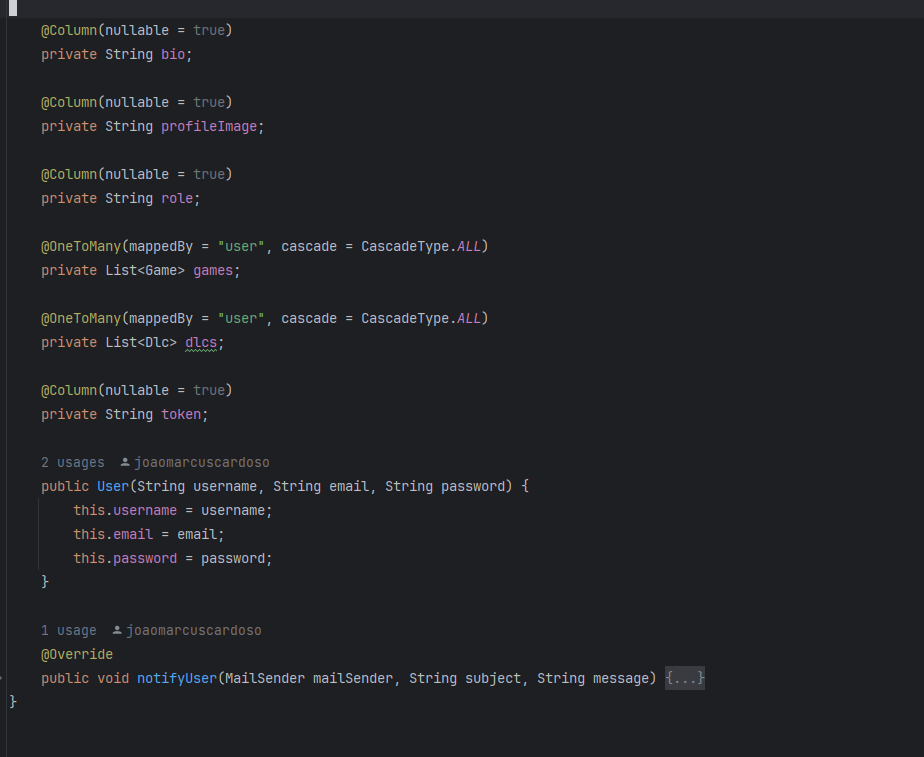 @Column(nullable = true)
private String bio;
@Column(nullable = true)
private String profileImage;
@Column(nullable = true)
private String role;
@OneToMany(mappedBy = "user", cascade = CascadeType.ALL)
private List<Game> games;
@OneToMany(mappedBy = "user", cascade = CascadeType.ALL)
private List<Dlc> dlcs;
@Column(nullable = true)
private String token;
2 usages joaomarcuscardoso
public User(String username, String email, String password) {
this.username = username;
this.email = email;
this.password = password;
}
1 usage joaomarcuscardoso
@Override
public void notifyUser(MailSender mailSender, String subject, String message) {...}
}